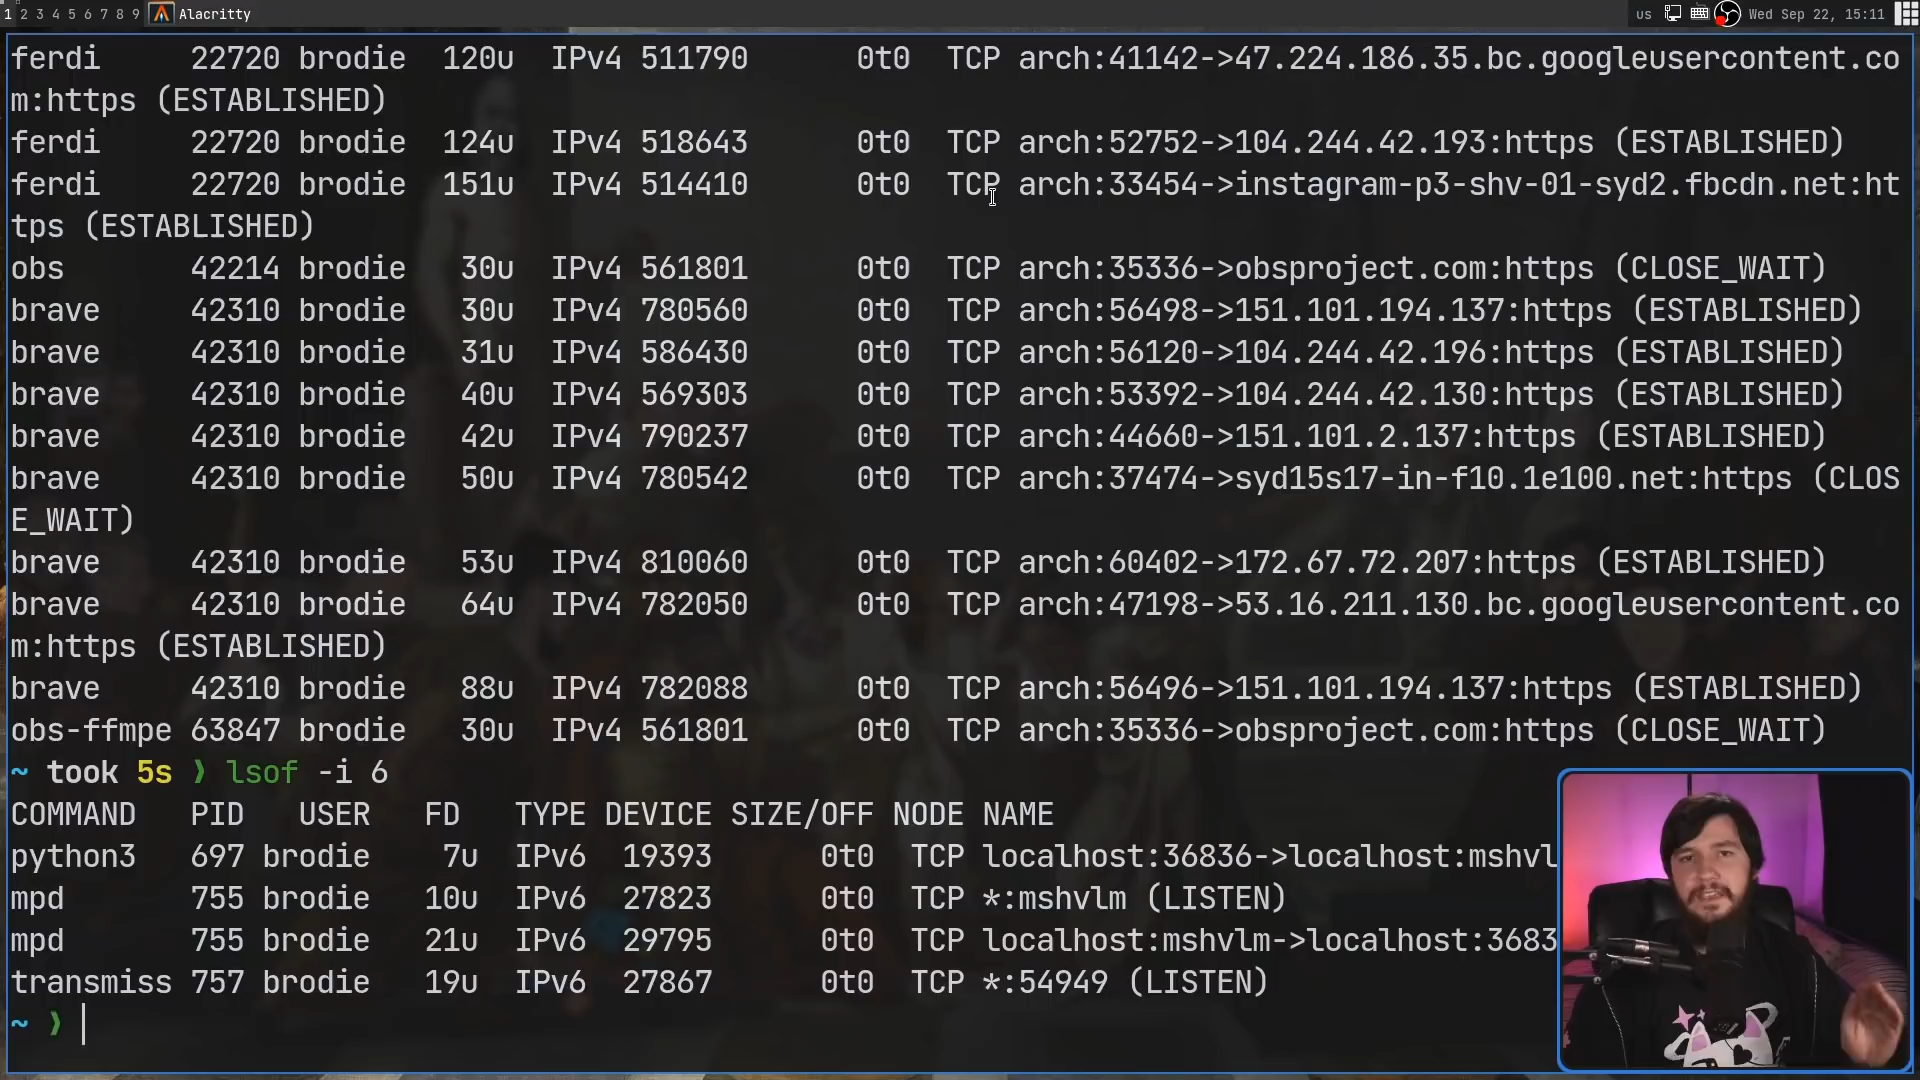 1 2 3 4 5 6 7 8 9 Alacritty us Wed Sep 22, 15:11
ferdi 22720 brodie 120u IPv4 511790 0t0 TCP arch:41142->47.224.186.35.bc.googleusercontent.co
m:https (ESTABLISHED)
ferdi 22720 brodie 124u IPv4 518643 0t0 TCP arch:52752->104.244.42.193:https (ESTABLISHED)
ferdi 22720 brodie 151u IPv4 514410 0t0 TCP arch:33454->instagram-p3-shv-01-syd2.fbcdn.net:ht
tps (ESTABLISHED)
obs 42214 brodie 30u IPv4 561801 0t0 TCP arch:35336->obsproject.com:https (CLOSE_WAIT)
brave 42310 brodie 30u IPv4 780560 0t0 TCP arch:56498->151.101.194.137:https (ESTABLISHED)
brave 42310 brodie 31u IPv4 586430 0t0 TCP arch:56120->104.244.42.196:https (ESTABLISHED)
brave 42310 brodie 40u IPv4 569303 0t0 TCP arch:53392->104.244.42.130:https (ESTABLISHED)
brave 42310 brodie 42u IPv4 790237 0t0 TCP arch:44660->151.101.2.137:https (ESTABLISHED)
brave 42310 brodie 50u IPv4 780542 0t0 TCP arch:37474->syd15s17-in-f10.1e100.net:https (CLOS
E_WAIT)
brave 42310 brodie 53u IPv4 810060 0t0 TCP arch:60402->172.67.72.207:https (ESTABLISHED)
brave 42310 brodie 64u IPv4 782050 0t0 TCP arch:47198->53.16.211.130.bc.googleusercontent.co
m:https (ESTABLISHED)
brave 42310 brodie 88u IPv4 782088 0t0 TCP arch:56496->151.101.194.137:https (ESTABLISHED)
obs-ffmpe 63847 brodie 30u IPv4 561801 0t0 TCP arch:35336->obsproject.com:https (CLOSE_WAIT)
~ took 5s ❯ lsof -i 6
COMMAND PID USER FD TYPE DEVICE SIZE/OFF NODE NAME
python3 697 brodie 7u IPv6 19393 0t0 TCP localhost:36836->localhost:mshvl
mpd 755 brodie 10u IPv6 27823 0t0 TCP *:mshvlm (LISTEN)
mpd 755 brodie 21u IPv6 29795 0t0 TCP localhost:mshvlm->localhost:3683
transmiss 757 brodie 19u IPv6 27867 0t0 TCP *:54949 (LISTEN)
~ ❯